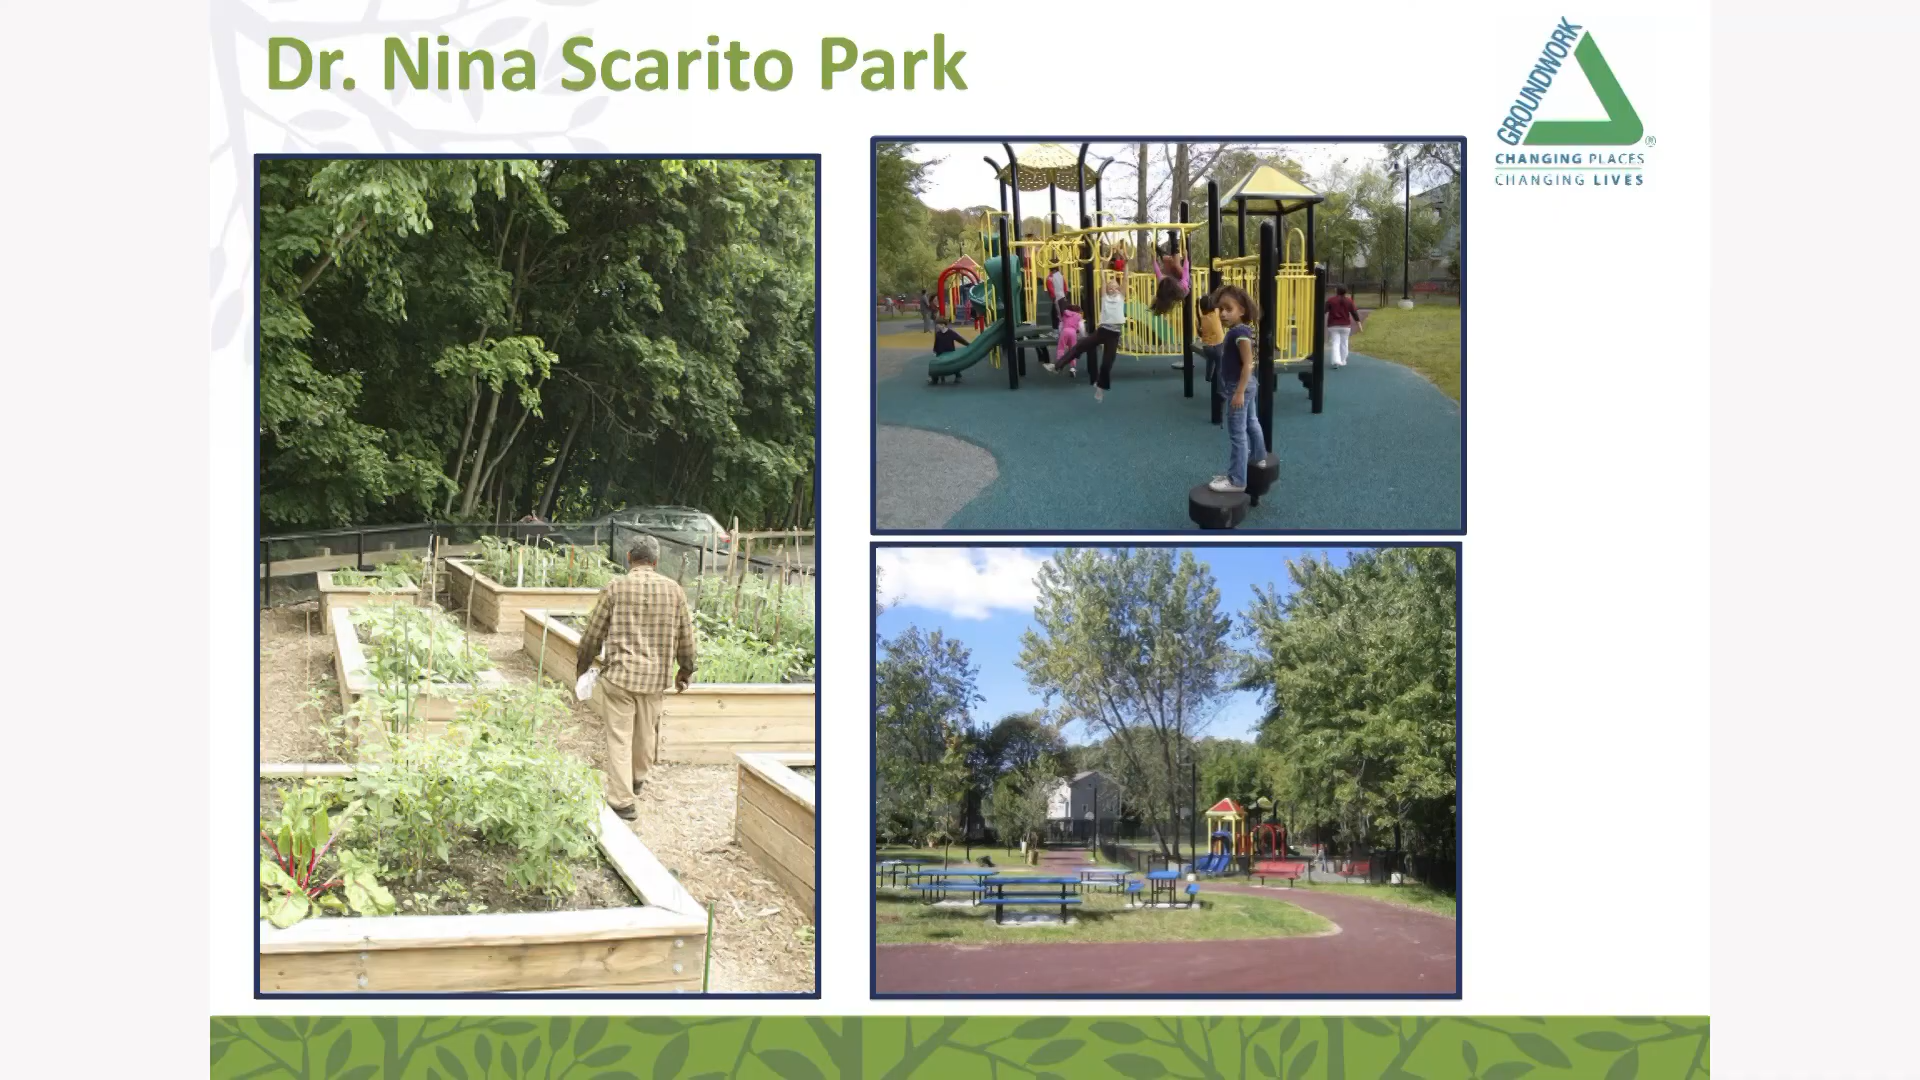 Dr. Nina Scarito Park
GROUNDWORK
®
CHANGING PLACES
CHANGING LIVES